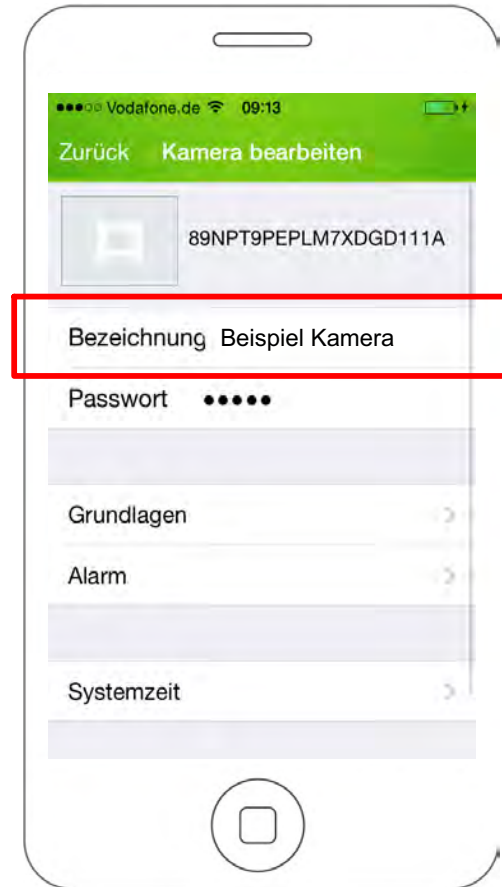 ●●●○○ Vodafone.de 09:13
Zurück Kamera bearbeiten
89NPT9PEPLM7XDGD111A
Bezeichnung Beispiel Kamera
Passwort ●●●●●
Grundlagen
Alarm
Systemzeit